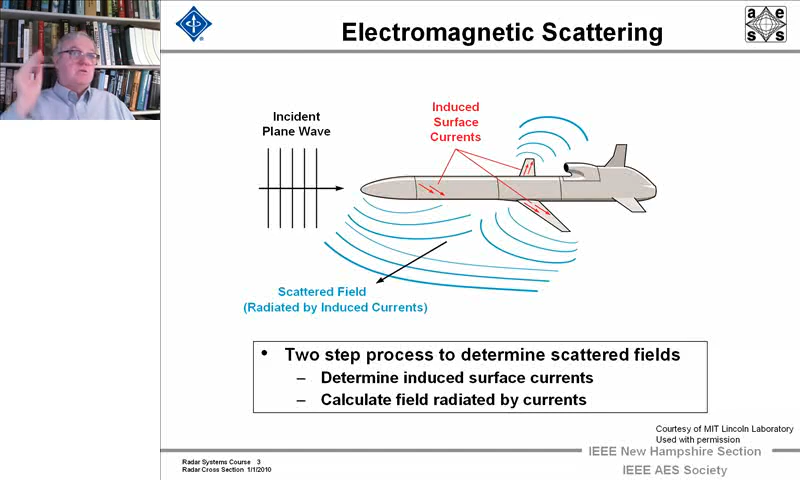 Electromagnetic Scattering
a e
s s
Incident
Plane Wave
Induced
Surface
Currents
Scattered Field
(Radiated by Induced Currents)
• Two step process to determine scattered fields
– Determine induced surface currents
– Calculate field radiated by currents
Courtesy of MIT Lincoln Laboratory
Used with permission
Radar Systems Course 3
Radar Cross Section 1/1/2010
IEEE New Hampshire Section
IEEE AES Society